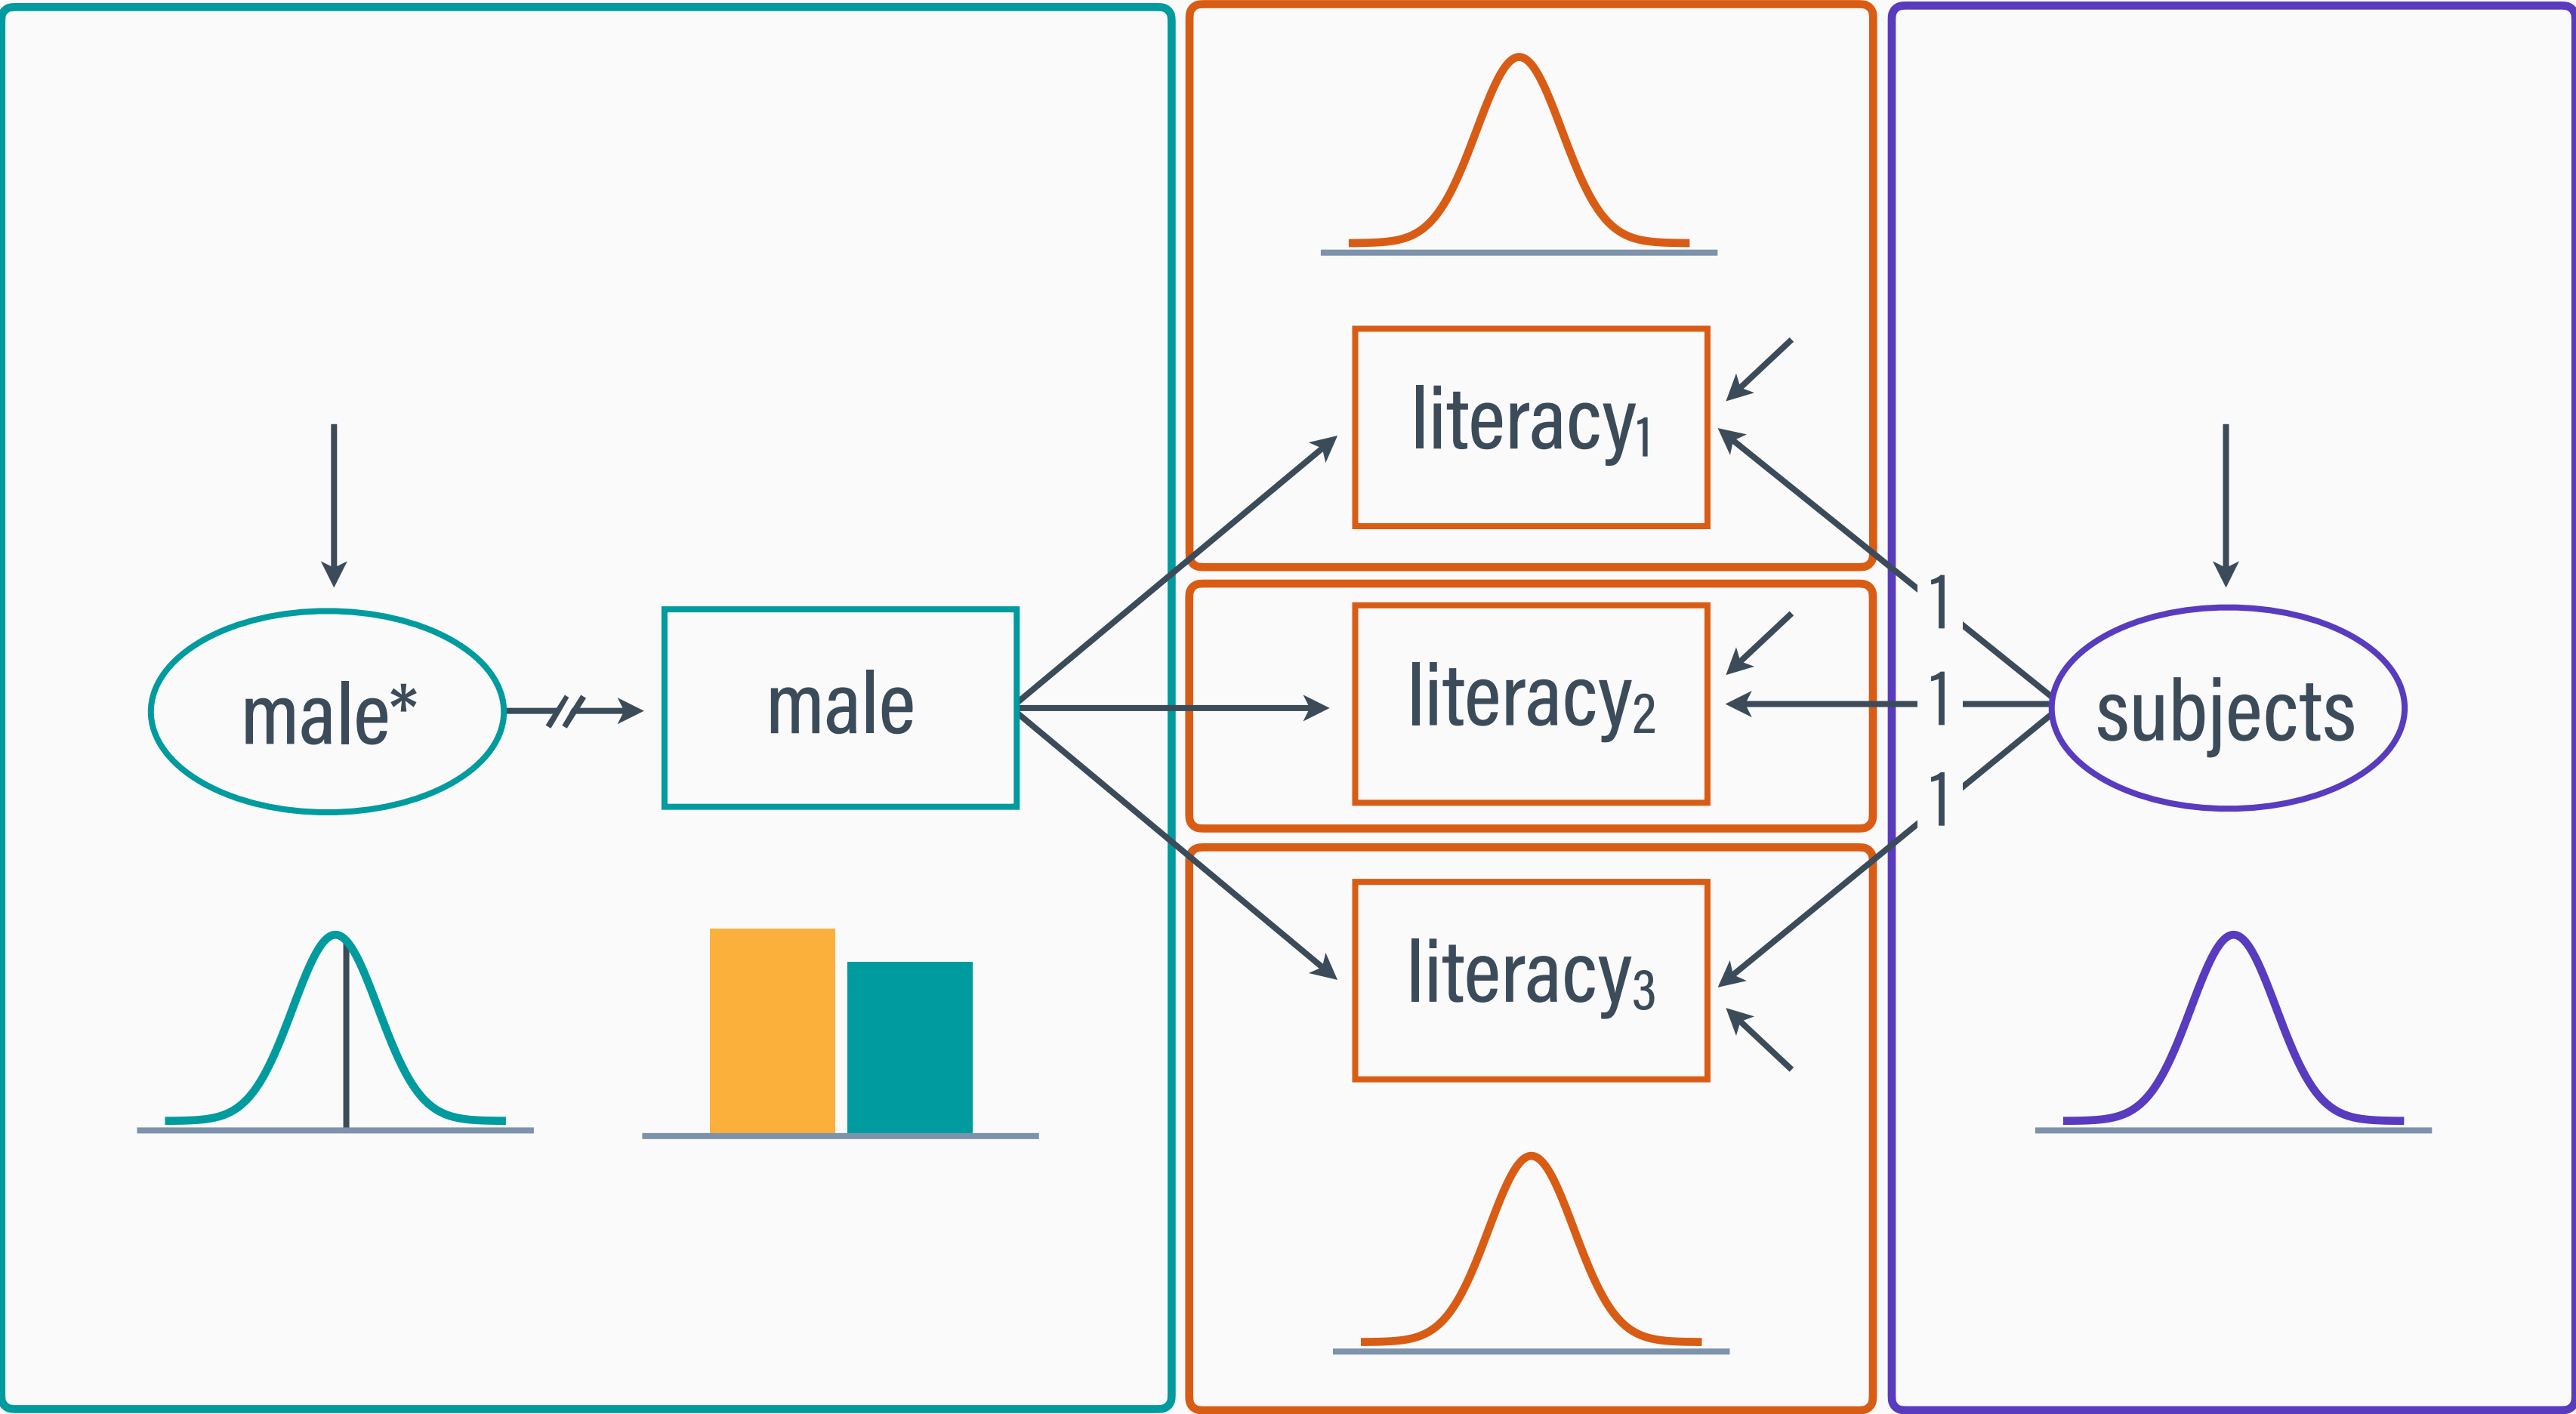 male*
male
literacy₁
literacy₂
literacy₃
1
1
1
subjects